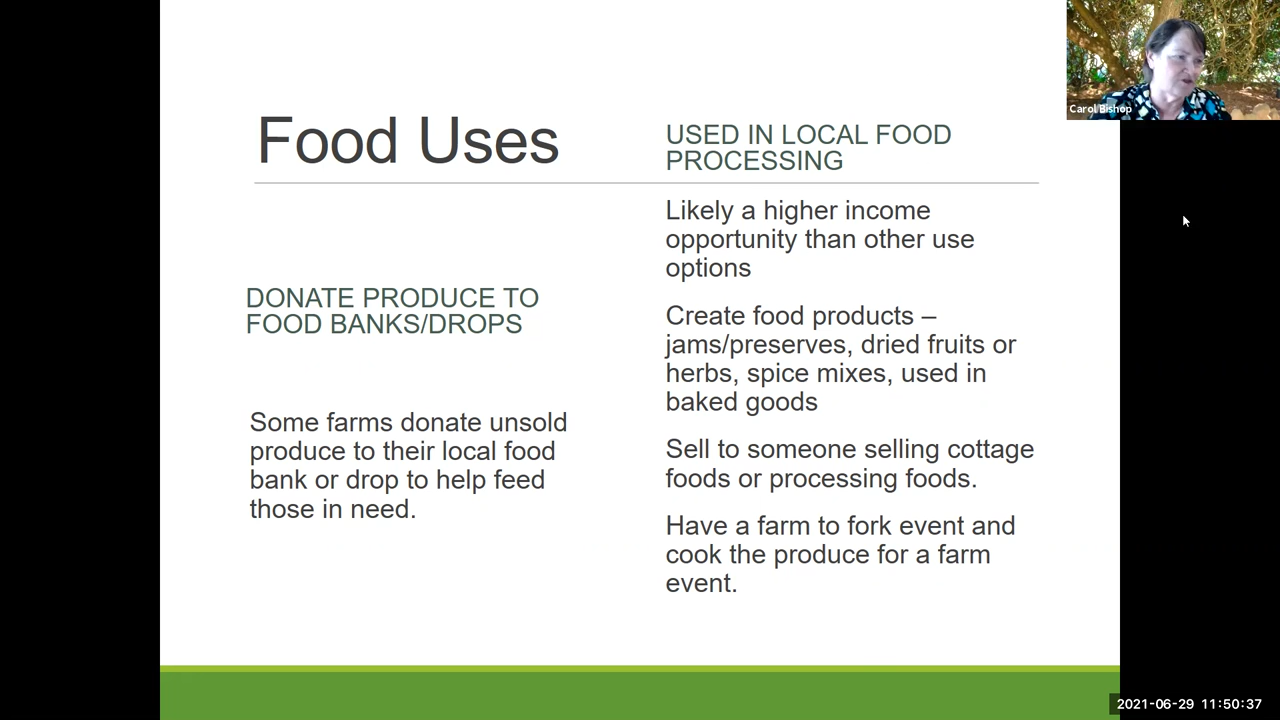 Carol Bishop
Food Uses
DONATE PRODUCE TO
FOOD BANKS/DROPS
Some farms donate unsold
produce to their local food
bank or drop to help feed
those in need.
USED IN LOCAL FOOD
PROCESSING
Likely a higher income
opportunity than other use
options
Create food products –
jams/preserves, dried fruits or
herbs, spice mixes, used in
baked goods
Sell to someone selling cottage
foods or processing foods.
Have a farm to fork event and
cook the produce for a farm
event.
2021-06-29 11:50:37